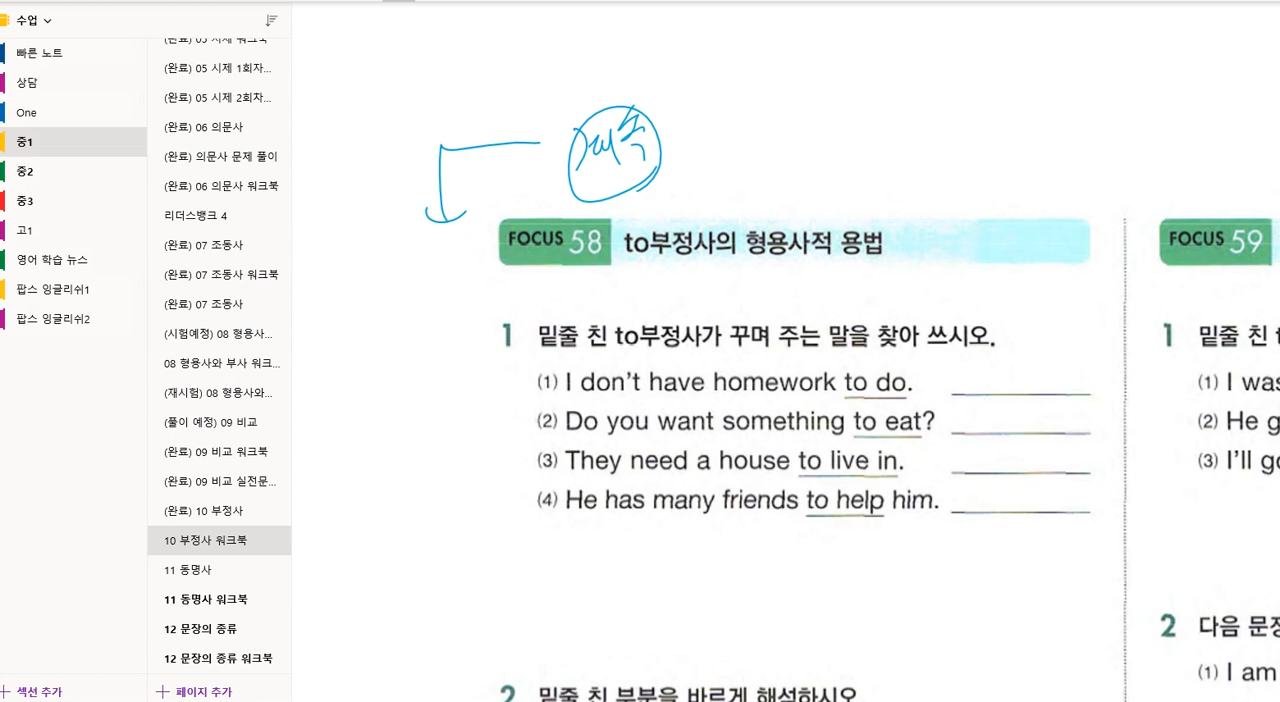 수업
빠른 노트
상담
One
중1
중2
중3
고1
영어 학습 뉴스
팝스 잉글리쉬1
팝스 잉글리쉬2
섹션 추가
(완료) 05 시제 워크북
(완료) 05 시제 1회차...
(완료) 05 시제 2회차...
(완료) 06 의문사
(완료) 의문사 문제 풀이
(완료) 06 의문사 워크북
리더스뱅크 4
(완료) 07 조동사
(완료) 07 조동사 워크북
(완료) 07 조동사
(시험예정) 08 형용사...
08 형용사와 부사 워크...
(재시험) 08 형용사와...
(풀이 예정) 09 비교
(완료) 09 비교 워크북
(완료) 09 비교 실전문...
(완료) 10 부정사
10 부정사 워크북
11 동명사
11 동명사 워크북
12 문장의 종류
12 문장의 종류 워크북
페이지 추가
FOCUS 58 to부정사의 형용사적 용법
1 밑줄 친 to부정사가 꾸며 주는 말을 찾아 쓰시오.
(1) I don't have homework to do.
(2) Do you want something to eat?
(3) They need a house to live in.
(4) He has many friends to help him.
2 밑줄 친 부분을 바르게 해석하시오
FOCUS 59
1 밑줄 친
(1) I was
(2) He g
(3) I'll go
2 다음 문장
(1) I am